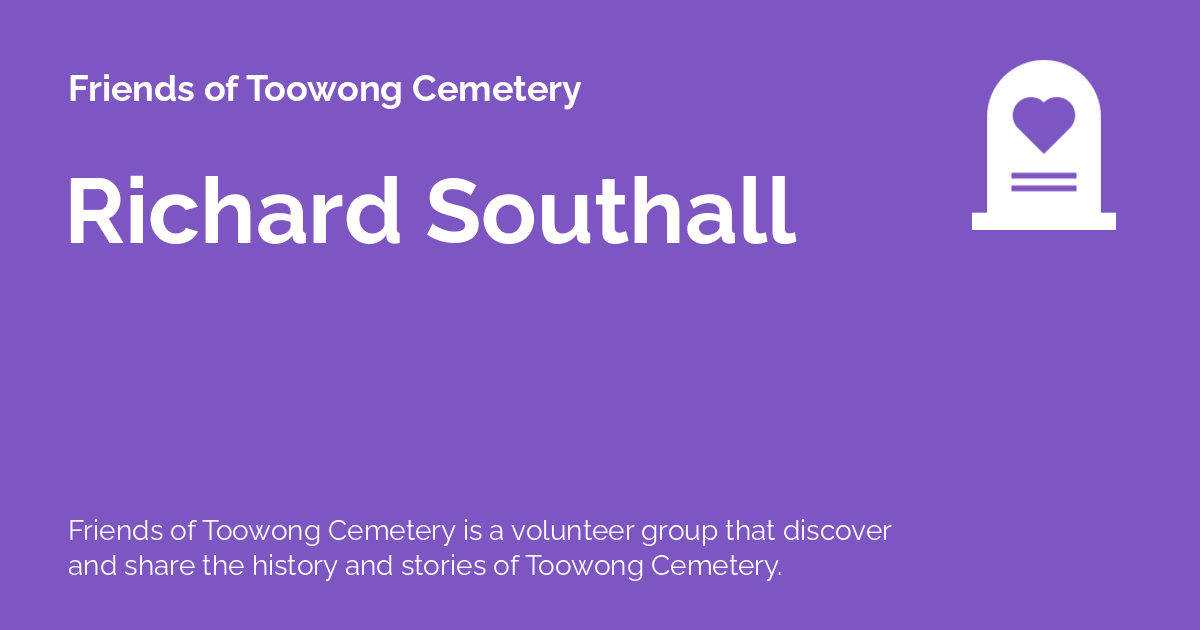 Friends of Toowong Cemetery
Richard Southall
Friends of Toowong Cemetery is a volunteer group that discover
and share the history and stories of Toowong Cemetery.